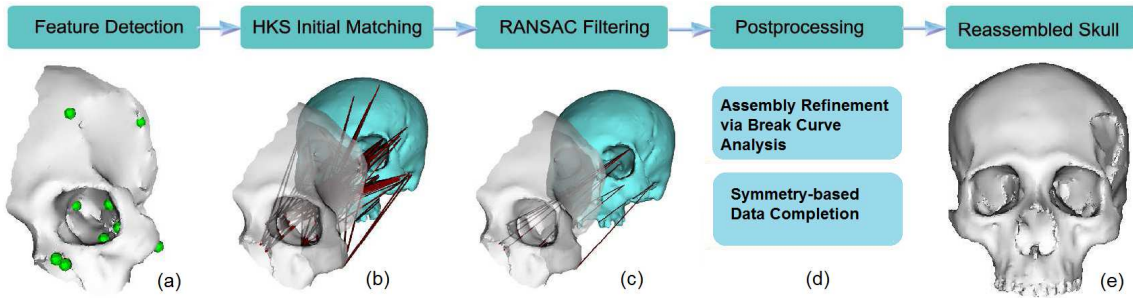 Feature Detection
HKS Initial Matching
RANSAC Filtering
Postprocessing
Reassembled Skull
Assembly Refinement
via Break Curve
Analysis
Symmetry-based
Data Completion
(a)
(b)
(c)
(d)
(e)